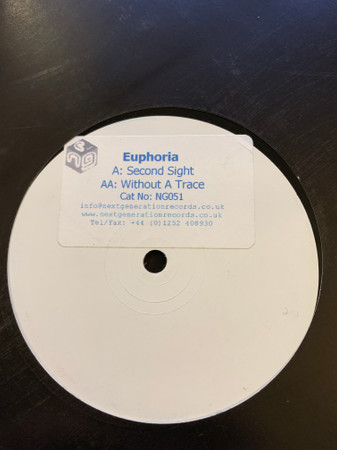 ng
Euphoria
A: Second Sight
AA: Without A Trace
Cat No: NG051
info@nextgenerationrecords.co.uk
www.nextgenerationrecords.co.uk
Tel/Fax: +44 (0)1252 408930